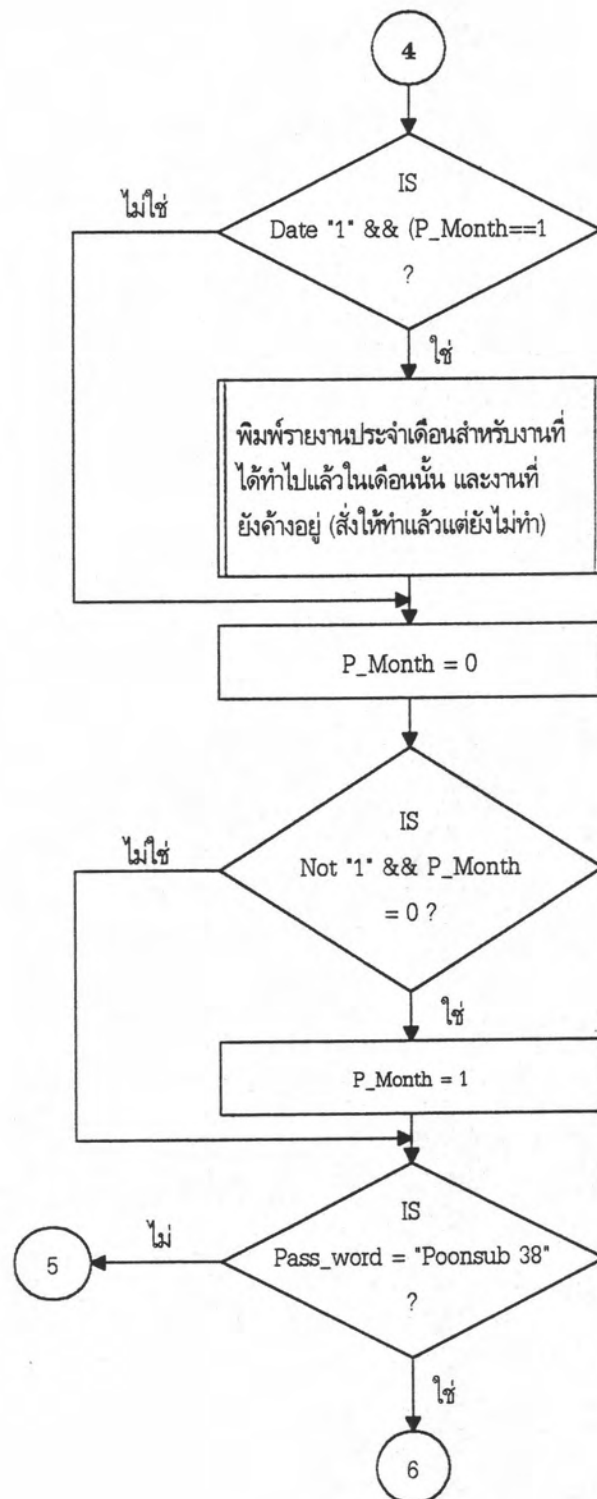 4
IS
Date "1" && (P_Month==1
?
ไม่ใช่
ใช่
พิมพ์รายงานประจำเดือนสำหรับงานที่
ได้ทำไปแล้วในเดือนนั้น และงานที่
ยังค้างอยู่ (สั่งให้ทำแล้วแต่ยังไม่ทำ)
P_Month = 0
IS
Not "1" && P_Month
= 0 ?
ไม่ใช่
ใช่
P_Month = 1
IS
Pass_word = "Poonsub 38"
?
ไม่
5
ใช่
6